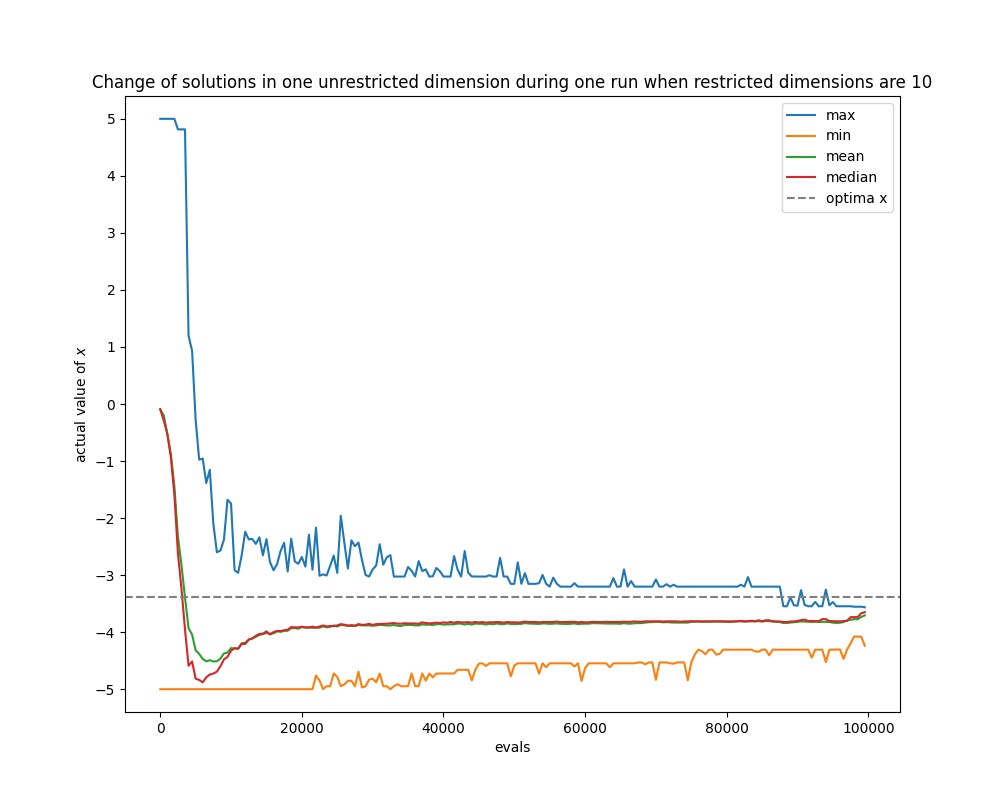 Change of solutions in one unrestricted dimension during one run when restricted dimensions are 10
max
min
mean
median
optima x
5
4
3
2
1
0
−1
−2
−3
−4
−5
actual value of x
0
20000
40000
60000
80000
100000
evals